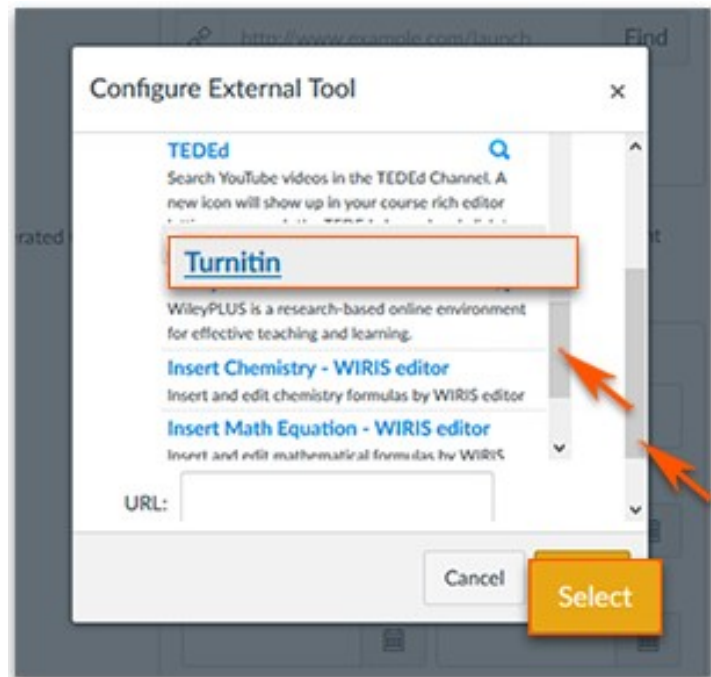 http://www.example.com/launch Find
Configure External Tool ×
TEDEd
Search YouTube videos in the TEDEd Channel. A
new icon will show up in your course rich editor
Turnitin
WileyPLUS is a research-based online environment
for effective teaching and learning.
Insert Chemistry - WIRIS editor
Insert and edit chemistry formulas by WIRIS editor
Insert Math Equation - WIRIS editor
Insert and edit mathematical formulas by WIRIS
URL:
Cancel Select